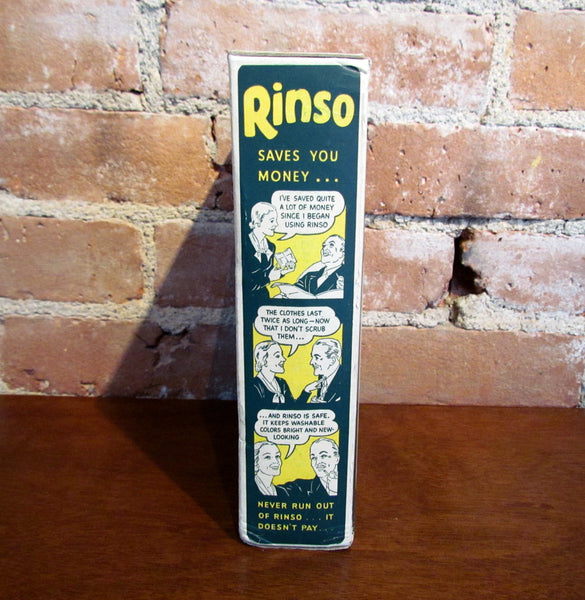 Rinso
SAVES YOU
MONEY...
I'VE SAVED QUITE
A LOT OF MONEY
SINCE I BEGAN
USING RINSO
THE CLOTHES LAST
TWICE AS LONG—NOW
THAT I DON'T SCRUB
THEM...
...AND RINSO IS SAFE.
IT KEEPS WASHABLE
COLORS BRIGHT AND NEW-
LOOKING
NEVER RUN OUT
OF RINSO...IT
DOESN'T PAY...